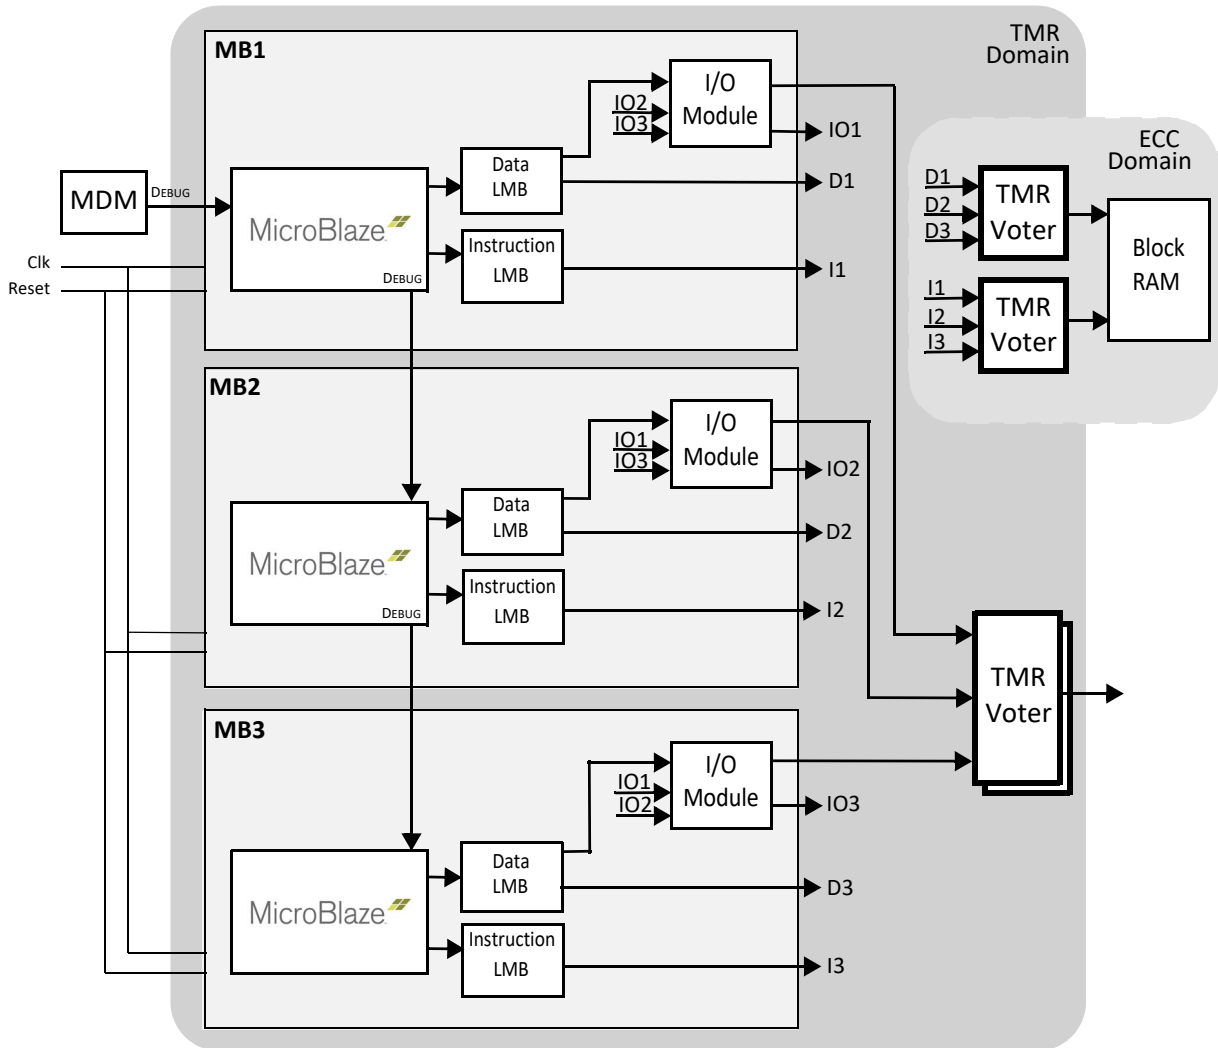 TMR
Domain
MB1
I/O
Module
IO2
IO3
IO1
Data
LMB
D1
MDM
DEBUG
MicroBlaze
DEBUG
Instruction
LMB
I1
Clk
Reset
ECC
Domain
D1
D2
D3
TMR
Voter
I1
I2
I3
TMR
Voter
Block
RAM
MB2
I/O
Module
IO1
IO3
IO2
Data
LMB
D2
MicroBlaze
DEBUG
Instruction
LMB
I2
TMR
Voter
MB3
I/O
Module
IO1
IO2
IO3
Data
LMB
D3
MicroBlaze
Instruction
LMB
I3